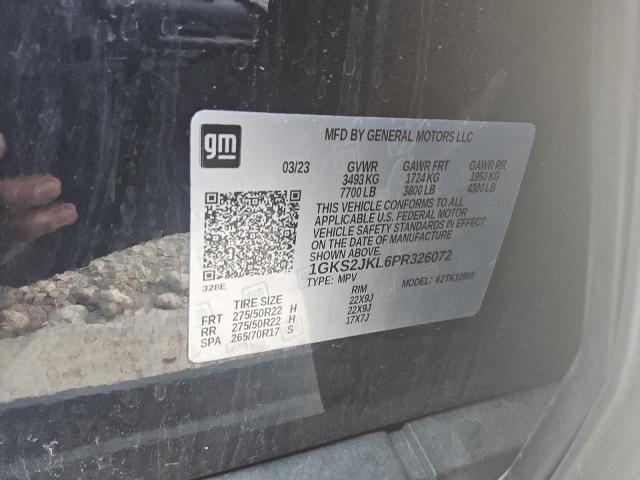 gm
MFD BY GENERAL MOTORS LLC
03/23 GVWR GAWR FRT GAWR RR
3493 KG 1724 KG 1950 KG
7700 LB 3800 LB 4300 LB
THIS VEHICLE CONFORMS TO ALL
APPLICABLE U.S. FEDERAL MOTOR
VEHICLE SAFETY STANDARDS IN EFFECT ON THE DATE OF MANUFACTURE
SHOWN ABOVE.
1GKS2JKL6PR326072
328E
TYPE: MPV MODEL: 62TK10908
TIRE SIZE RIM
FRT 275/50R22 H 22X9J
RR 275/50R22 H 22X9J
SPA 265/70R17 S 17X7J